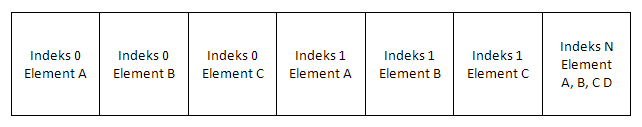 Indeks 0
Element A
Indeks 0
Element B
Indeks 0
Element C
Indeks 1
Element A
Indeks 1
Element B
Indeks 1
Element C
Indeks N
Element
A, B, C D